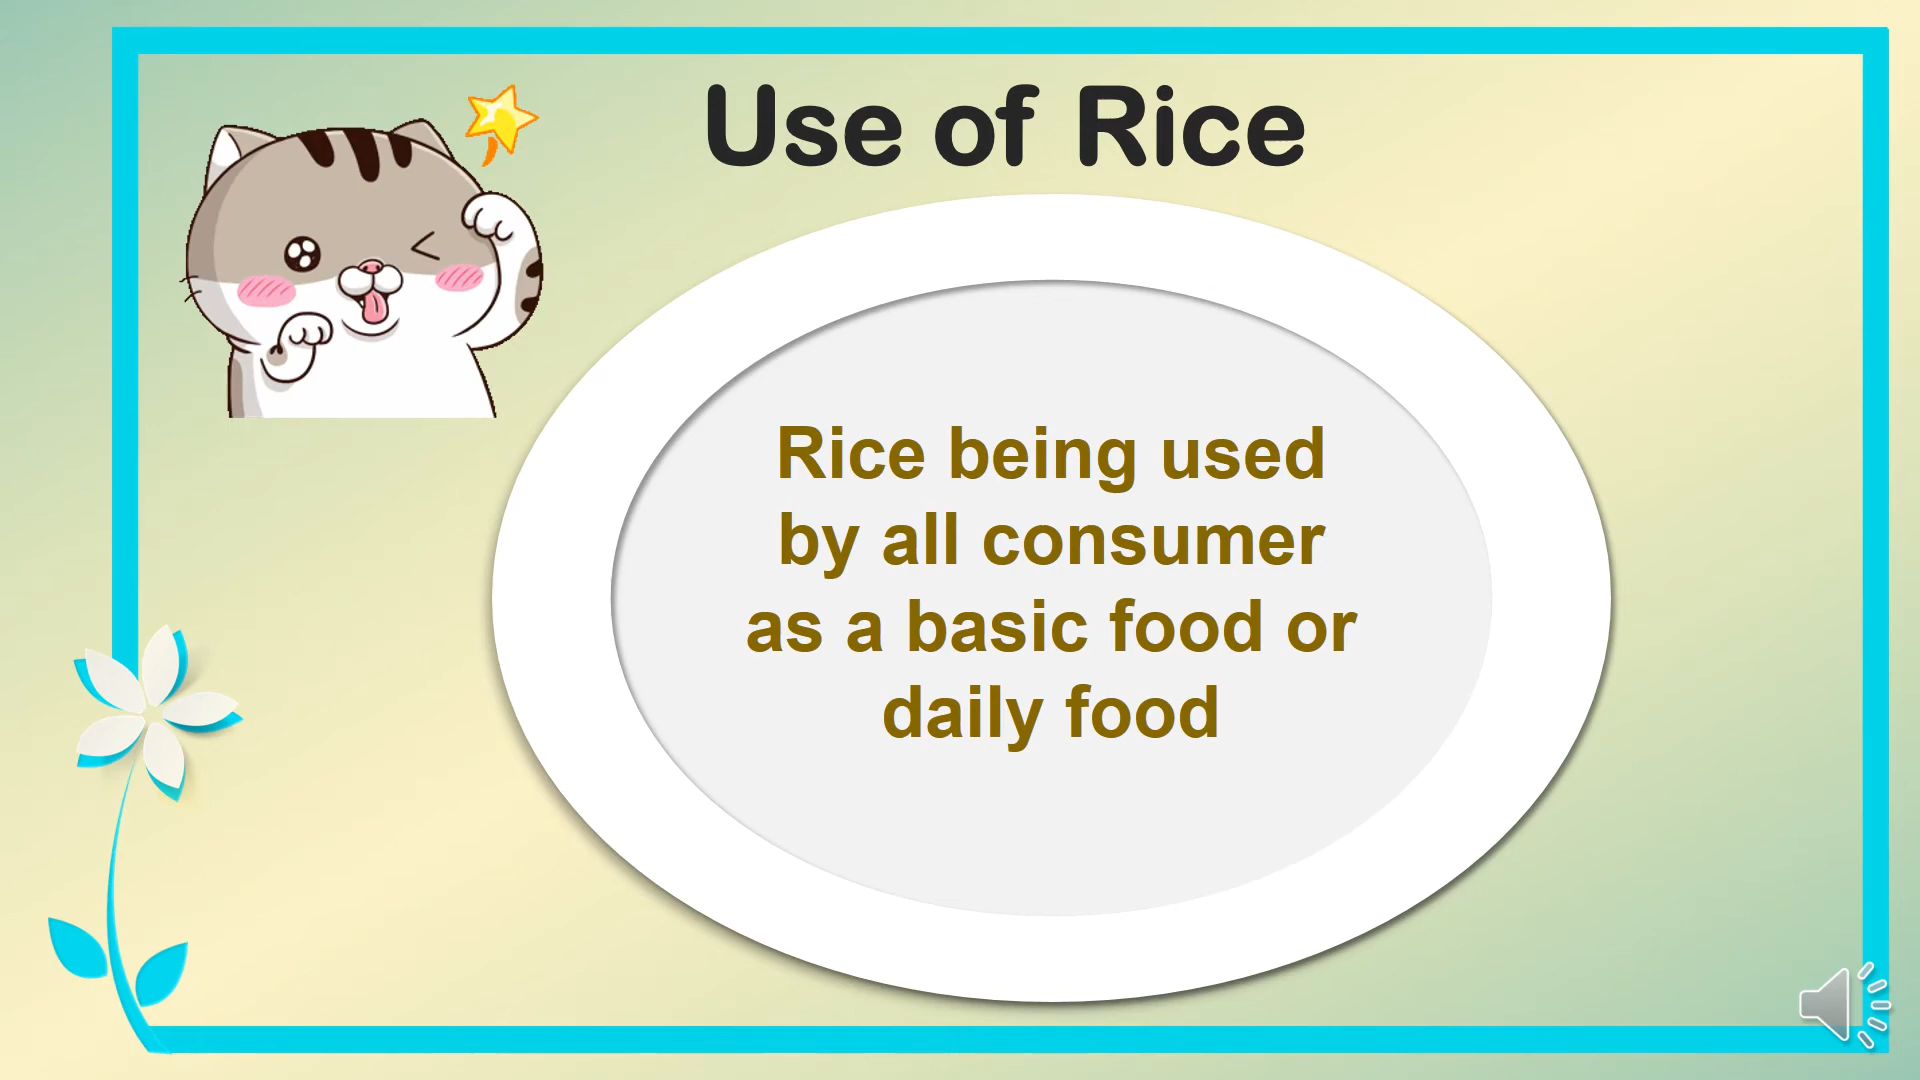 Use of Rice
Rice being used
by all consumer
as a basic food or
daily food